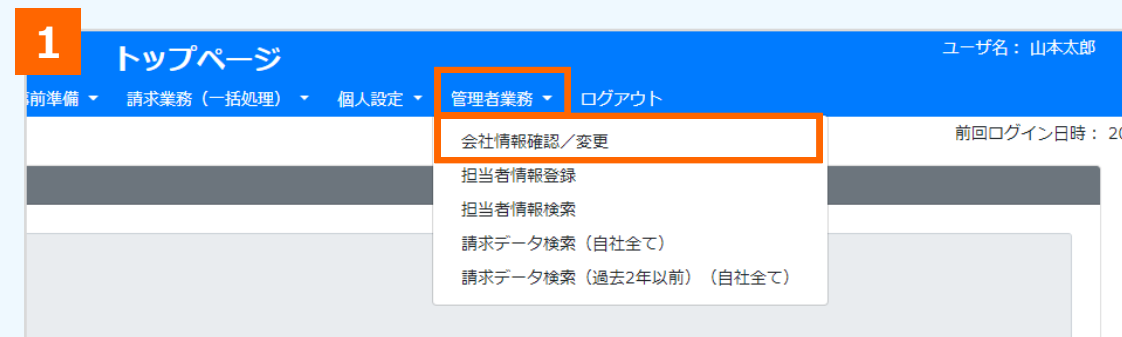 1
トップページ
ユーザ名： 山本太郎
前準備 請求業務（一括処理） 個人設定 管理者業務 ログアウト
前回ログイン日時： 20
会社情報確認／変更
担当者情報登録
担当者情報検索
請求データ検索（自社全て）
請求データ検索（過去2年以前）（自社全て）